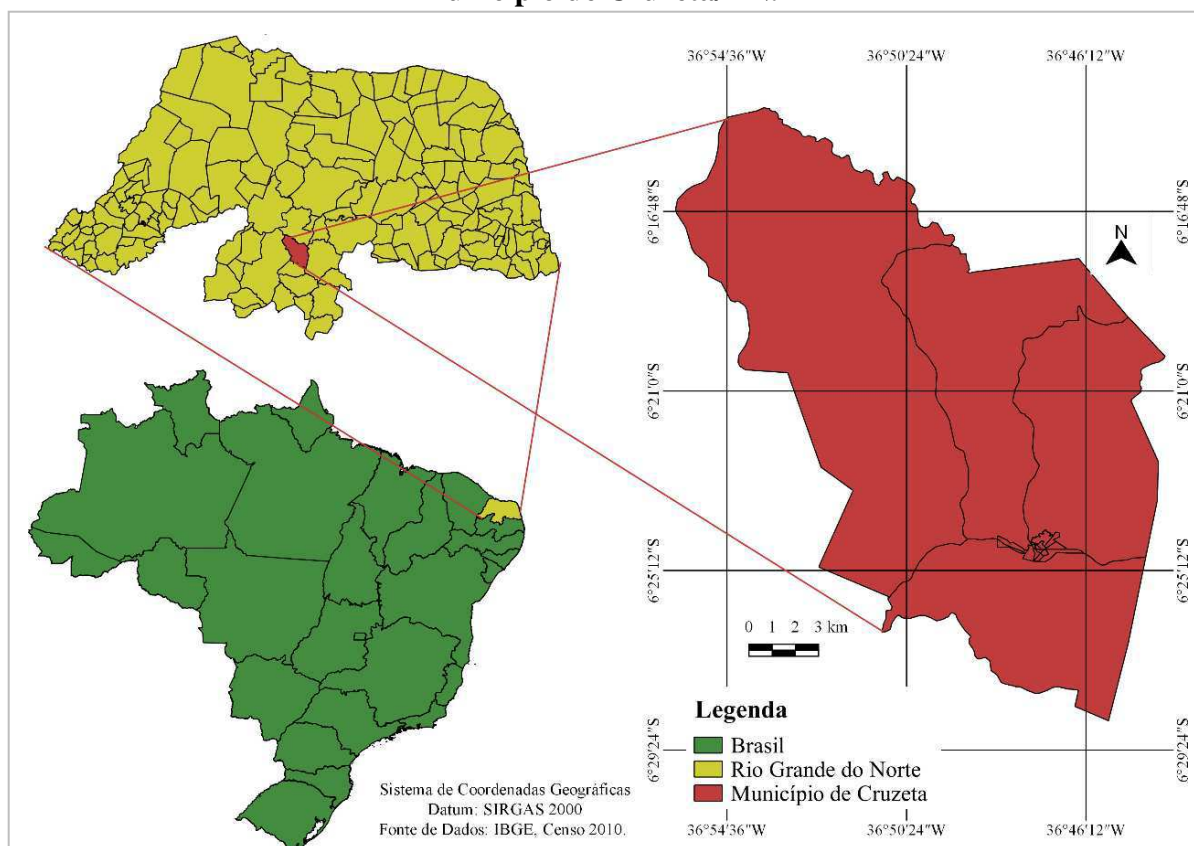 36°54'36"W 36°50'24"W 36°46'12"W
N
6°16'48"S 6°16'48"S
6°21'0"S 6°21'0"S
6°25'12"S 6°25'12"S
0 1 2 3 km
Legenda
Brasil
Rio Grande do Norte
Município de Cruzeta
6°29'24"S 6°29'24"S
Sistema de Coordenadas Geográficas
Datum: SIRGAS 2000
Fonte de Dados: IBGE, Censo 2010.
36°54'36"W 36°50'24"W 36°46'12"W